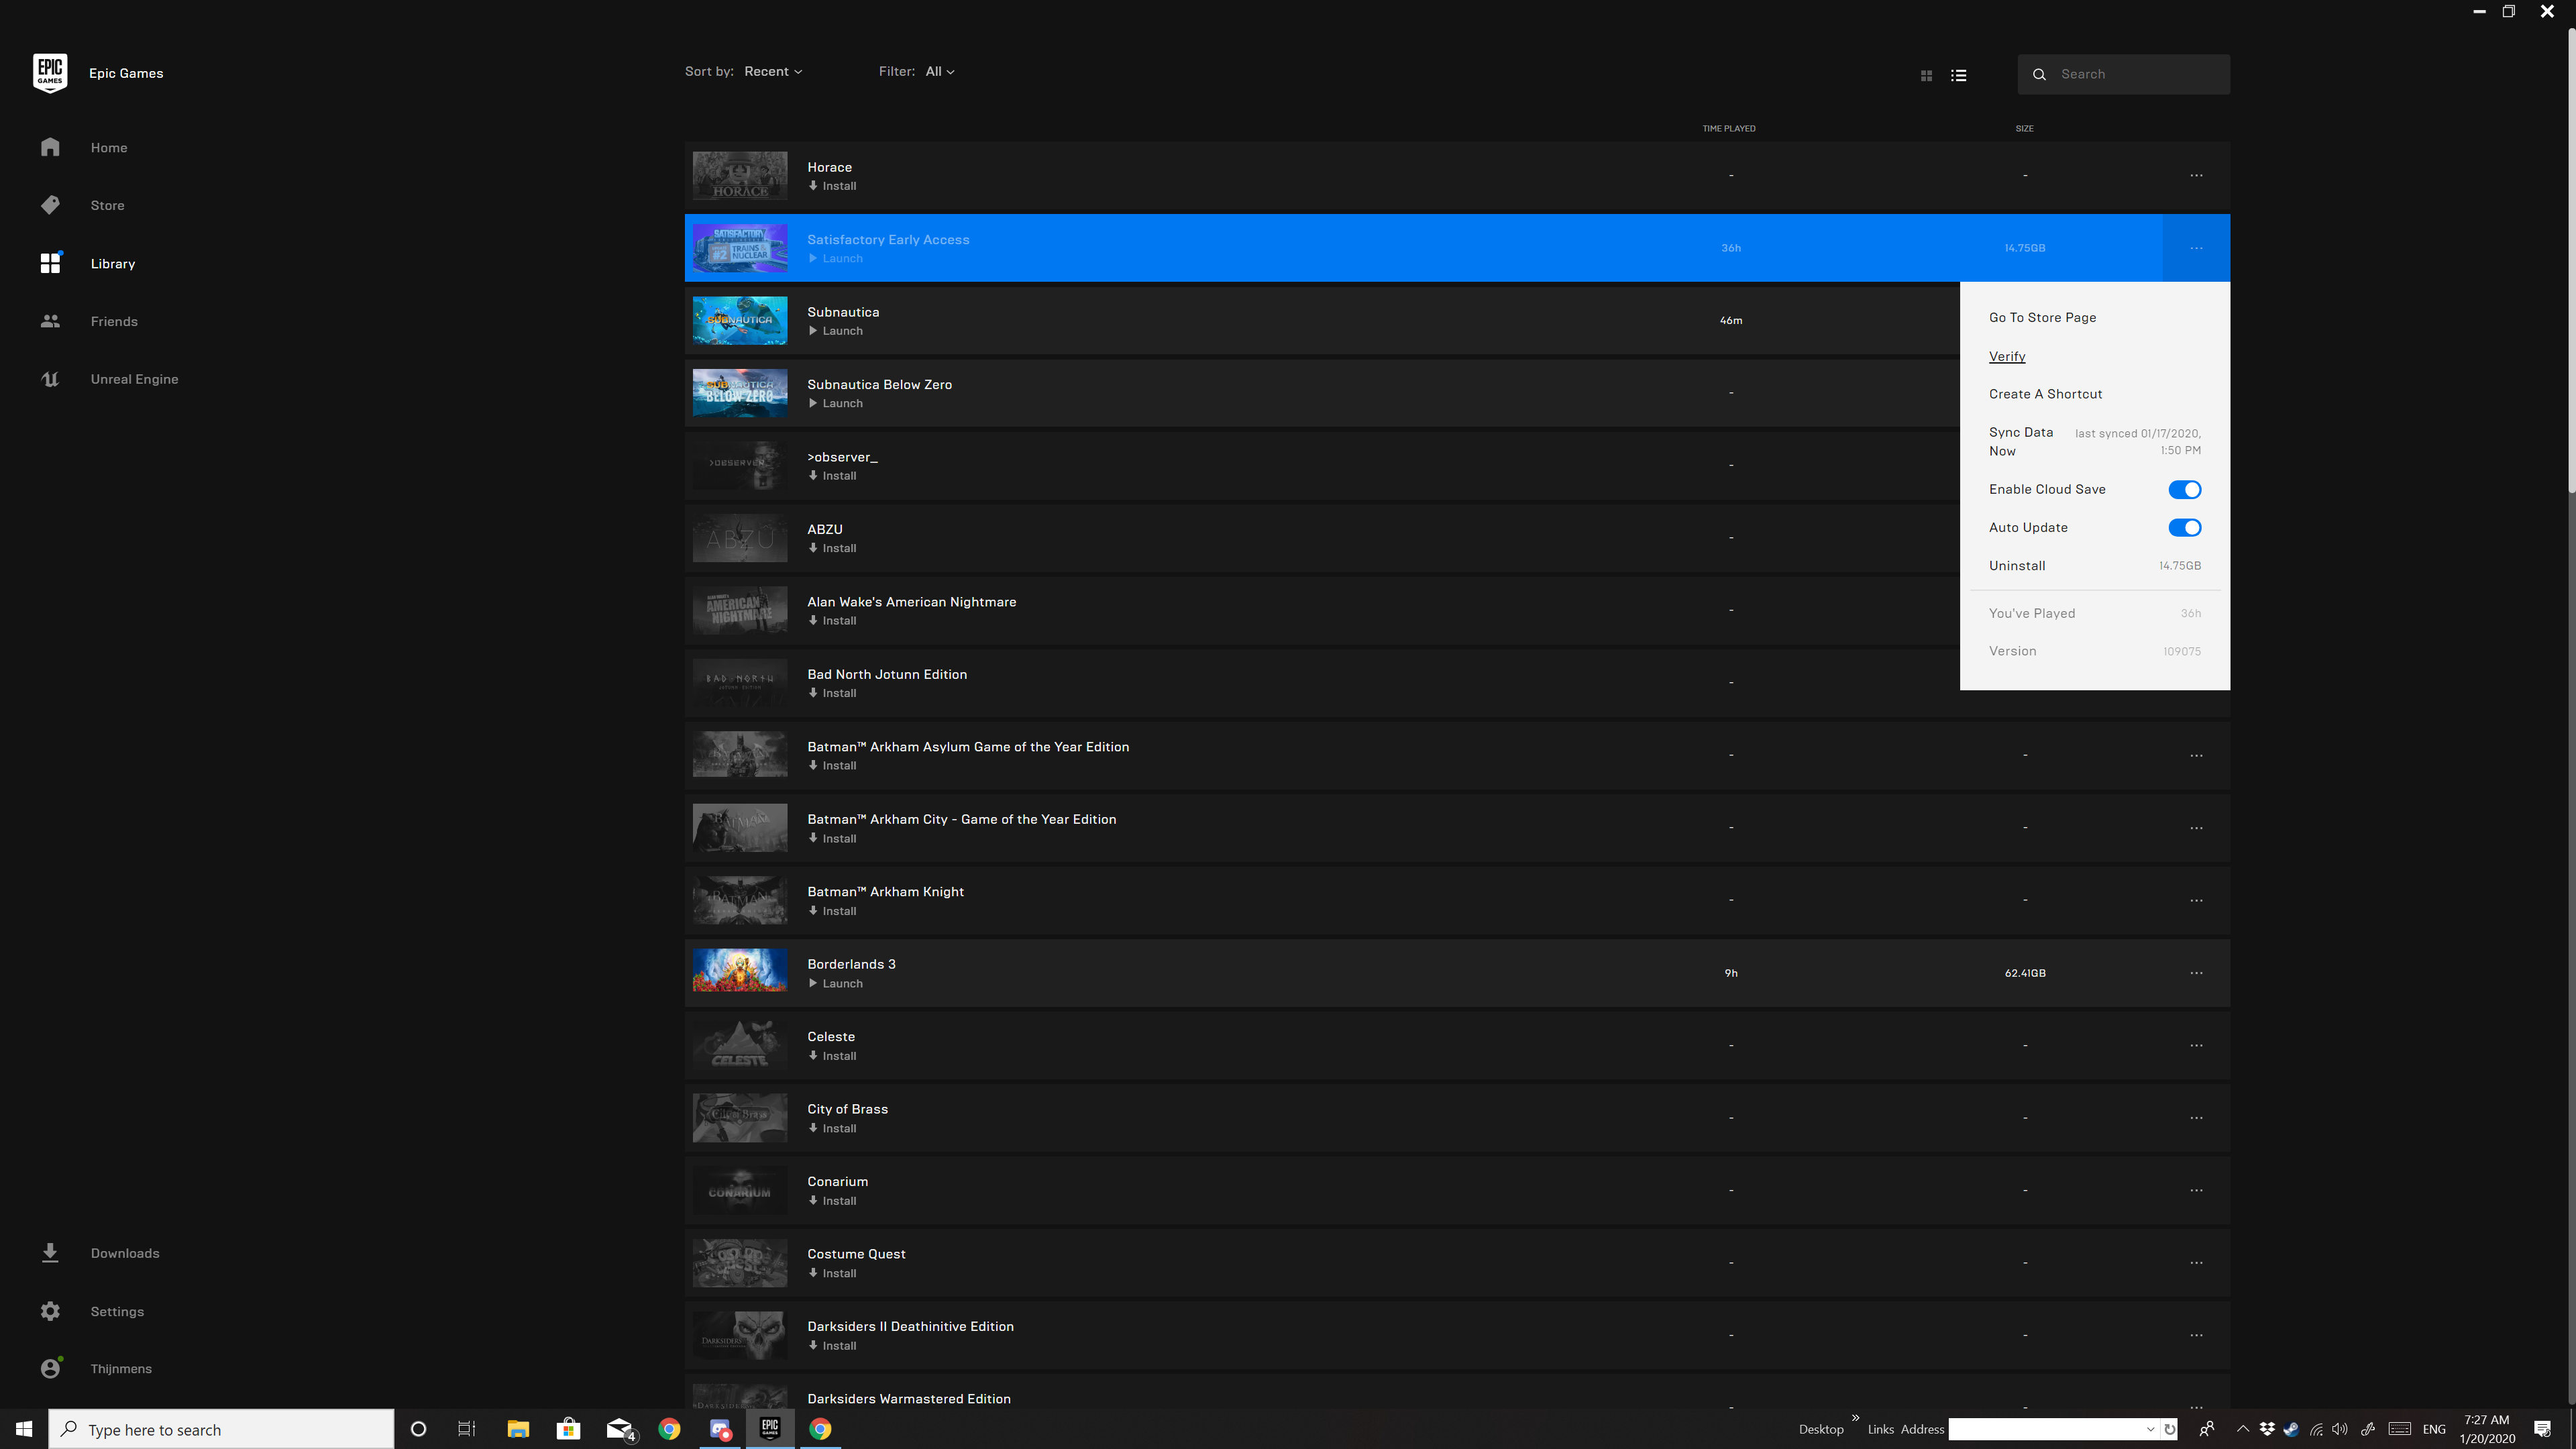 EPIC
GAMES
Epic Games
Home
Store
Library
Friends
Unreal Engine
Downloads
Settings
Thijnmens
Sort by: Recent
Filter: All
Search
TIME PLAYED
SIZE
HORACE
Horace
Install
-
-
...
SATISFACTORY
#2 TRAINS & NUCLEAR
Satisfactory Early Access
Launch
36h
14.75GB
...
SUBNAUTICA
Subnautica
Launch
46m
SUBNAUTICA
BELOW ZERO
Subnautica Below Zero
Launch
-
>OBSERVER_
>observer_
Install
-
ABZU
ABZU
Install
-
AMERICAN
NIGHTMARE
Alan Wake's American Nightmare
Install
-
BAD NORTH
JOTUNN EDITION
Bad North Jotunn Edition
Install
-
Go To Store Page
Verify
Create A Shortcut
Sync Data Now
last synced 01/17/2020, 1:50 PM
Enable Cloud Save
Auto Update
Uninstall 14.75GB
You've Played 36h
Version 109075
BATMAN
Batman™ Arkham Asylum Game of the Year Edition
Install
-
-
...
BATMAN
Batman™ Arkham City - Game of the Year Edition
Install
-
-
...
BATMAN
Batman™ Arkham Knight
Install
-
-
...
Borderlands 3
Launch
9h
62.41GB
...
CELESTE
Celeste
Install
-
-
...
City of Brass
City of Brass
Install
-
-
...
CONARIUM
Conarium
Install
-
-
...
QUEST
Costume Quest
Install
-
-
...
DARKSIDERS
Darksiders II Deathinitive Edition
Install
-
-
...
DARKSIDERS
Darksiders Warmastered Edition
-
-
...
Type here to search
4
EPIC
GAMES
Desktop
»
Links
Address
ENG
7:27 AM
1/20/2020